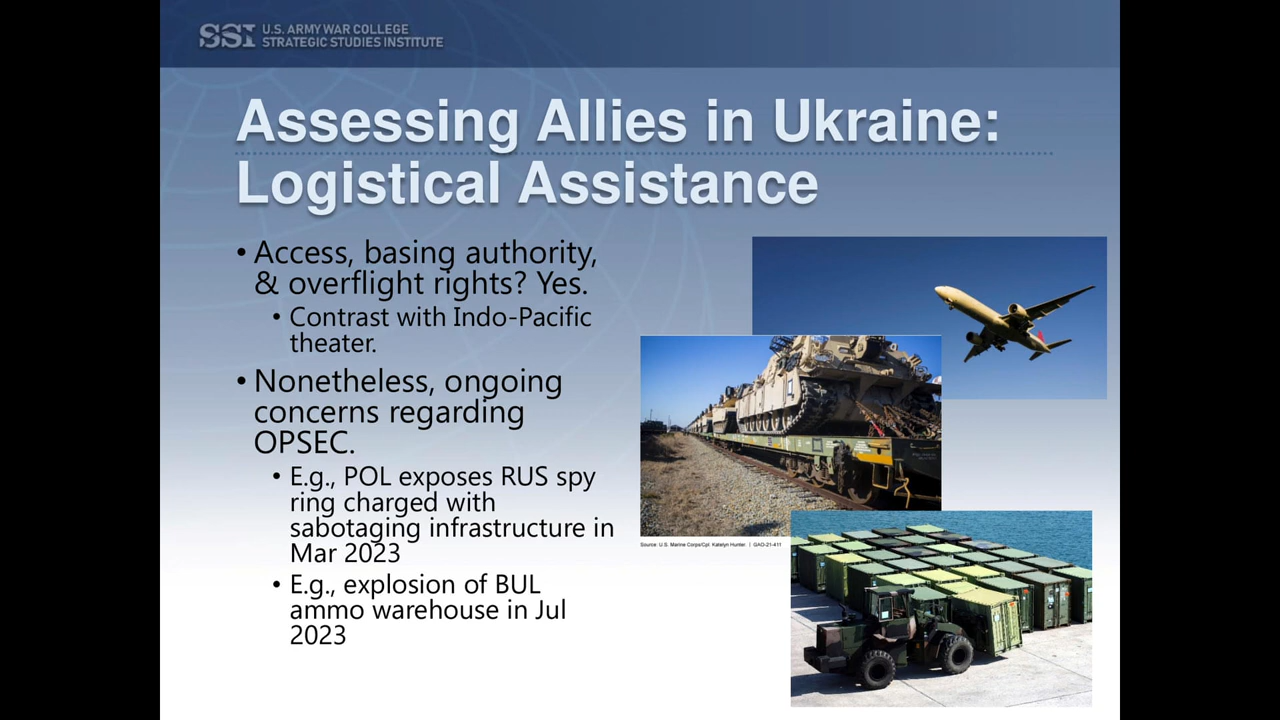 SSI U.S. ARMY WAR COLLEGE
STRATEGIC STUDIES INSTITUTE
Assessing Allies in Ukraine:
Logistical Assistance
• Access, basing authority,
& overflight rights? Yes.
• Contrast with Indo-Pacific
theater.
• Nonetheless, ongoing
concerns regarding
OPSEC.
• E.g., POL exposes RUS spy
ring charged with
sabotaging infrastructure in
Mar 2023
• E.g., explosion of BUL
ammo warehouse in Jul
2023
Source: U.S. Marine Corps/Cpl. Katelyn Hunter. | GAO-21-411